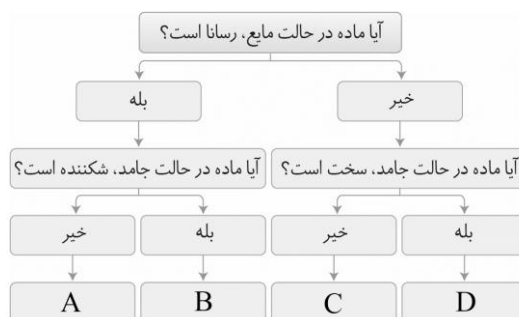 آیا ماده در حالت مایع، رسانا است؟
خیر
بله
آیا ماده در حالت جامد، سخت است؟
آیا ماده در حالت جامد، شکننده است؟
بله
خیر
بله
خیر
D
C
B
A